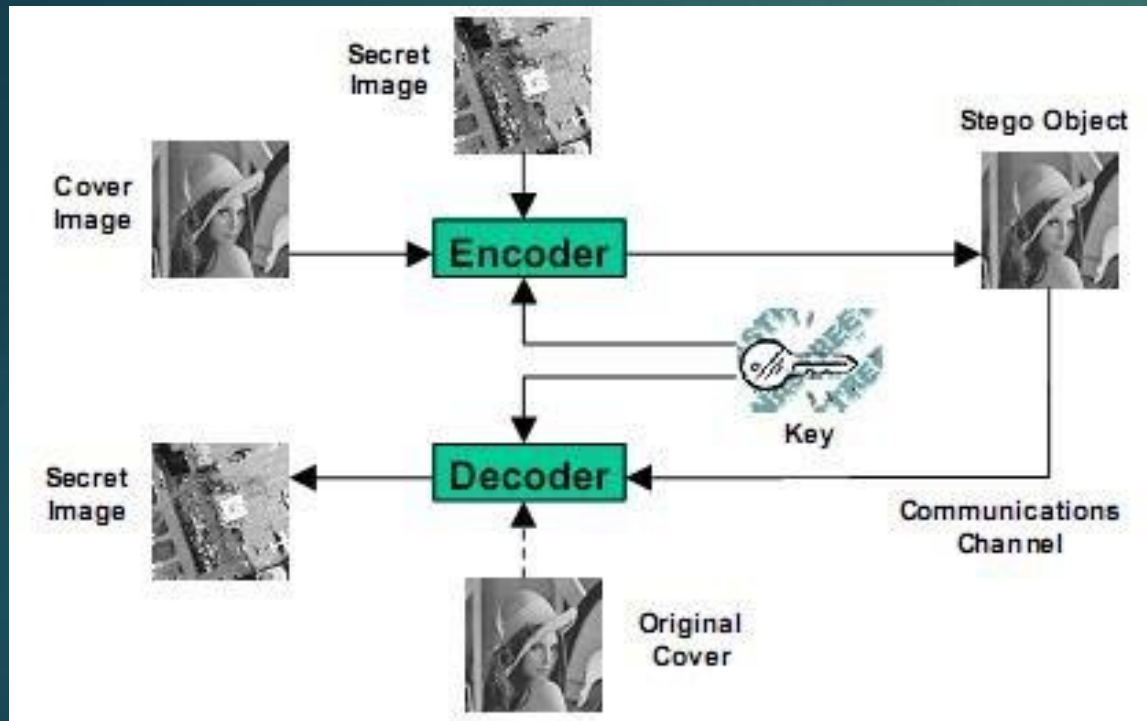 Secret
Image
Stego Object
Cover
Image
Encoder
Key
Secret
Image
Decoder
Communications
Channel
Original
Cover